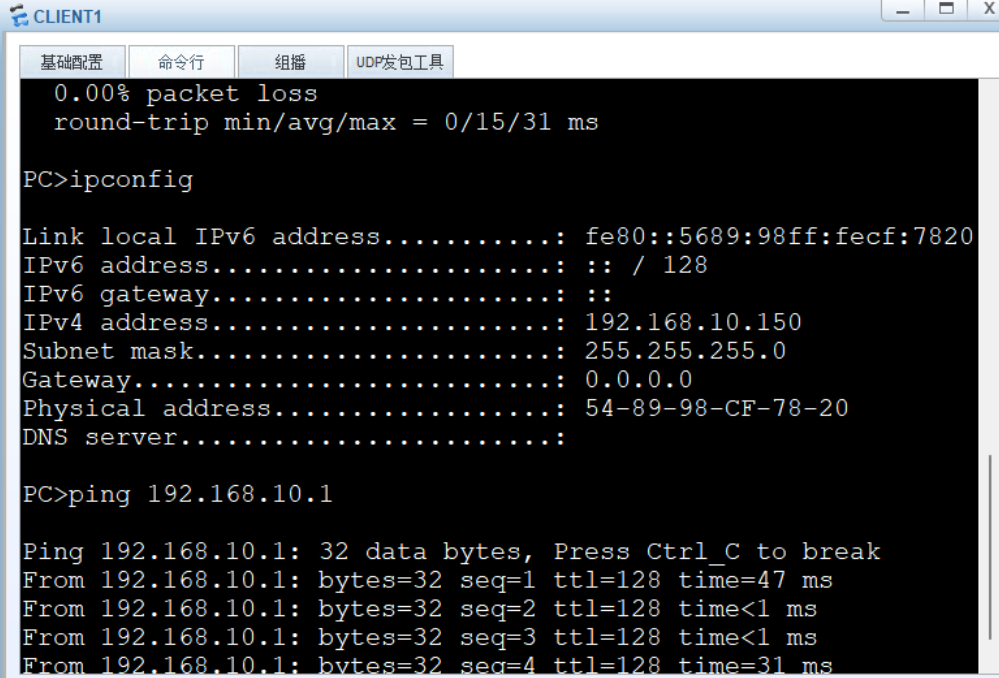 CLIENT1
X
基础配置 命令行 组播 UDP发包工具
0.00% packet loss
round-trip min/avg/max = 0/15/31 ms
PC>ipconfig
Link local IPv6 address...........: fe80::5689:98ff:fecf:7820
IPv6 address......................: :: / 128
IPv6 gateway......................: ::
IPv4 address......................: 192.168.10.150
Subnet mask.......................: 255.255.255.0
Gateway...........................: 0.0.0.0
Physical address..................: 54-89-98-CF-78-20
DNS server........................:
PC>ping 192.168.10.1
Ping 192.168.10.1: 32 data bytes, Press Ctrl_C to break
From 192.168.10.1: bytes=32 seq=1 ttl=128 time=47 ms
From 192.168.10.1: bytes=32 seq=2 ttl=128 time<1 ms
From 192.168.10.1: bytes=32 seq=3 ttl=128 time<1 ms
From 192.168.10.1: bytes=32 seq=4 ttl=128 time=31 ms